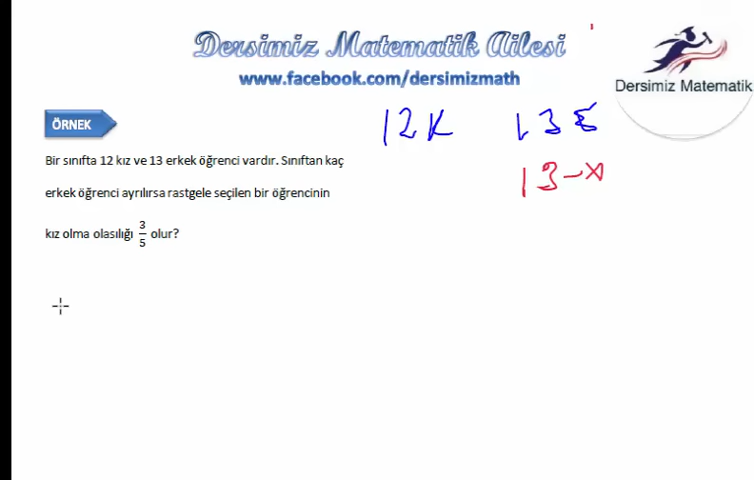 Dersimiz Matematik Ailesi
www.facebook.com/dersimizmath
Dersimiz Matematik
ÖRNEK
12K 13E
13-x
Bir sınıfta 12 kız ve 13 erkek öğrenci vardır. Sınıftan kaç
erkek öğrenci ayrılırsa rastgele seçilen bir öğrencinin
kız olma olasılığı 3/5 olur?